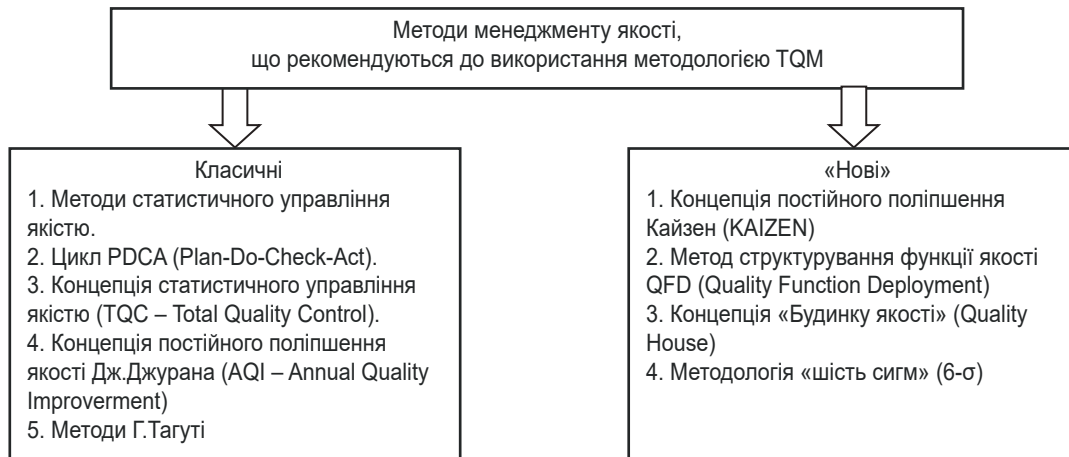 Методи менеджменту якості,
що рекомендуються до використання методологією TQM
Класичні
1. Методи статистичного управління
якістю.
2. Цикл PDCA (Plan-Do-Check-Act).
3. Концепція статистичного управління
якістю (TQC – Total Quality Control).
4. Концепція постійного поліпшення
якості Дж.Джурана (AQI – Annual Quality
Improverment)
5. Методи Г.Тагуті
«Нові»
1. Концепція постійного поліпшення
Кайзен (KAIZEN)
2. Метод структурування функції якості
QFD (Quality Function Deployment)
3. Концепція «Будинку якості» (Quality
House)
4. Методологія «шість сигм» (6-σ)